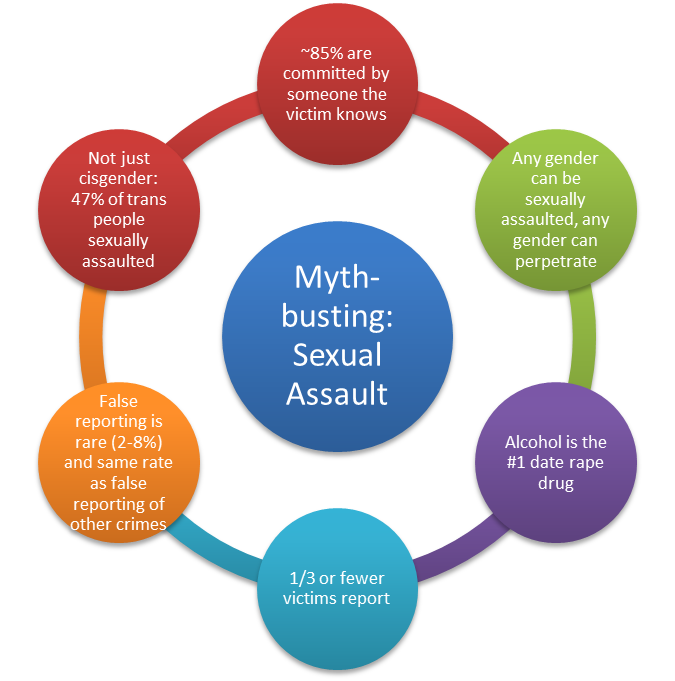 ~85% are
committed by
someone the
victim knows
Any gender
can be
sexually
assaulted, any
gender can
perpetrate
Alcohol is the
#1 date rape
drug
1/3 or fewer
victims report
False
reporting is
rare (2-8%)
and same rate
as false
reporting of
other crimes
Not just
cisgender:
47% of trans
people
sexually
assaulted
Myth-
busting:
Sexual
Assault